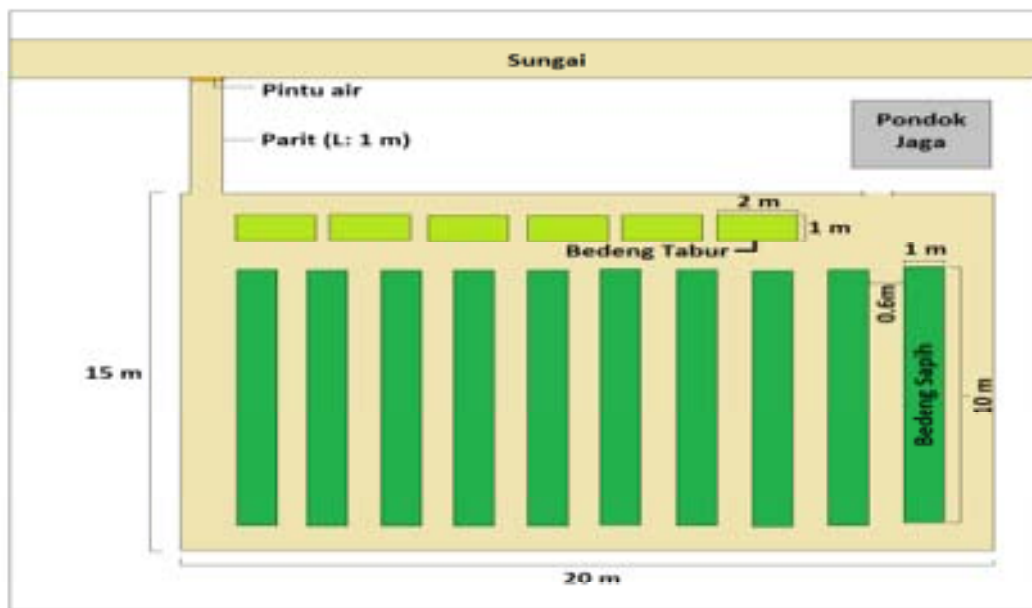 Sungai
Pintu air
Parit (L: 1 m)
Pondok
Jaga
2 m
1 m
Bedeng Tabur
1 m
0.6m
15 m
Bedeng Sapih
10 m
20 m